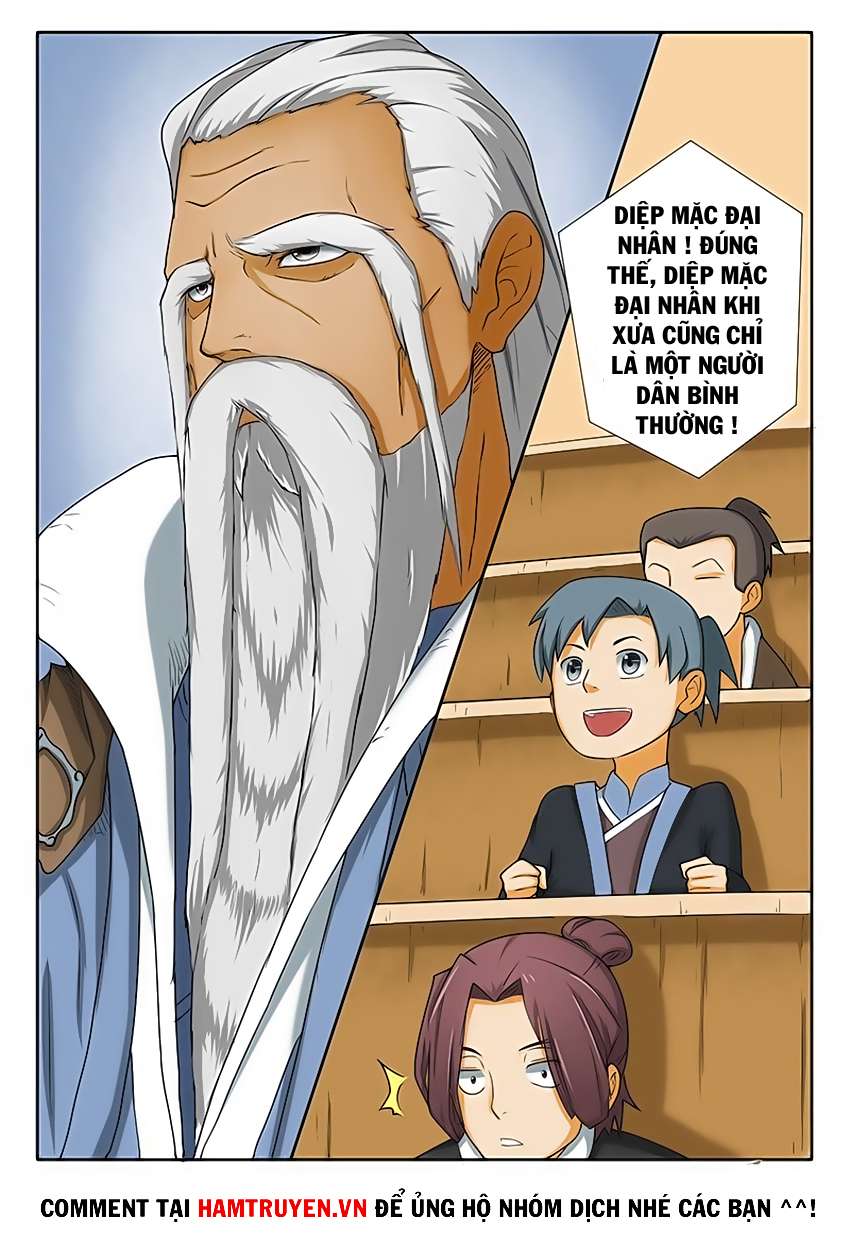 DIỆP MẶC ĐẠI
NHÂN ! ĐÚNG
THẾ, DIỆP MẶC
ĐẠI NHÂN KHI
XƯA CŨNG CHỈ
LÀ MỘT NGƯỜI
DÂN BÌNH
THƯỜNG !
COMMENT TẠI HAMTRUYEN.VN ĐỂ ỦNG HỘ NHÓM DỊCH NHÉ CÁC BẠN ^^!